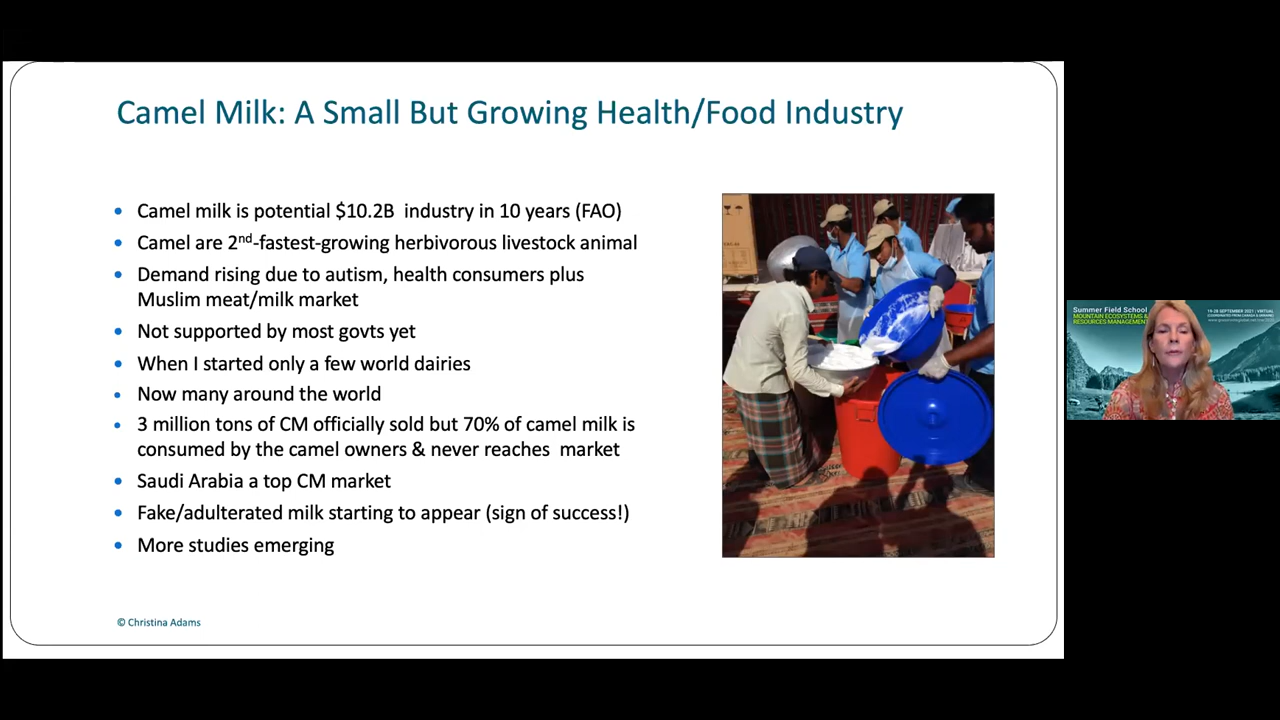 Camel Milk: A Small But Growing Health/Food Industry
• Camel milk is potential $10.2B industry in 10 years (FAO)
• Camel are 2nd-fastest-growing herbivorous livestock animal
• Demand rising due to autism, health consumers plus
Muslim meat/milk market
• Not supported by most govts yet
• When I started only a few world dairies
• Now many around the world
• 3 million tons of CM officially sold but 70% of camel milk is
consumed by the camel owners & never reaches market
• Saudi Arabia a top CM market
• Fake/adulterated milk starting to appear (sign of success!)
• More studies emerging
© Christina Adams
Summer Field School
MOUNTAIN ECOSYSTEMS &
RESOURCES MANAGEMENT
19-28 SEPTEMBER 2021 | VIRTUAL